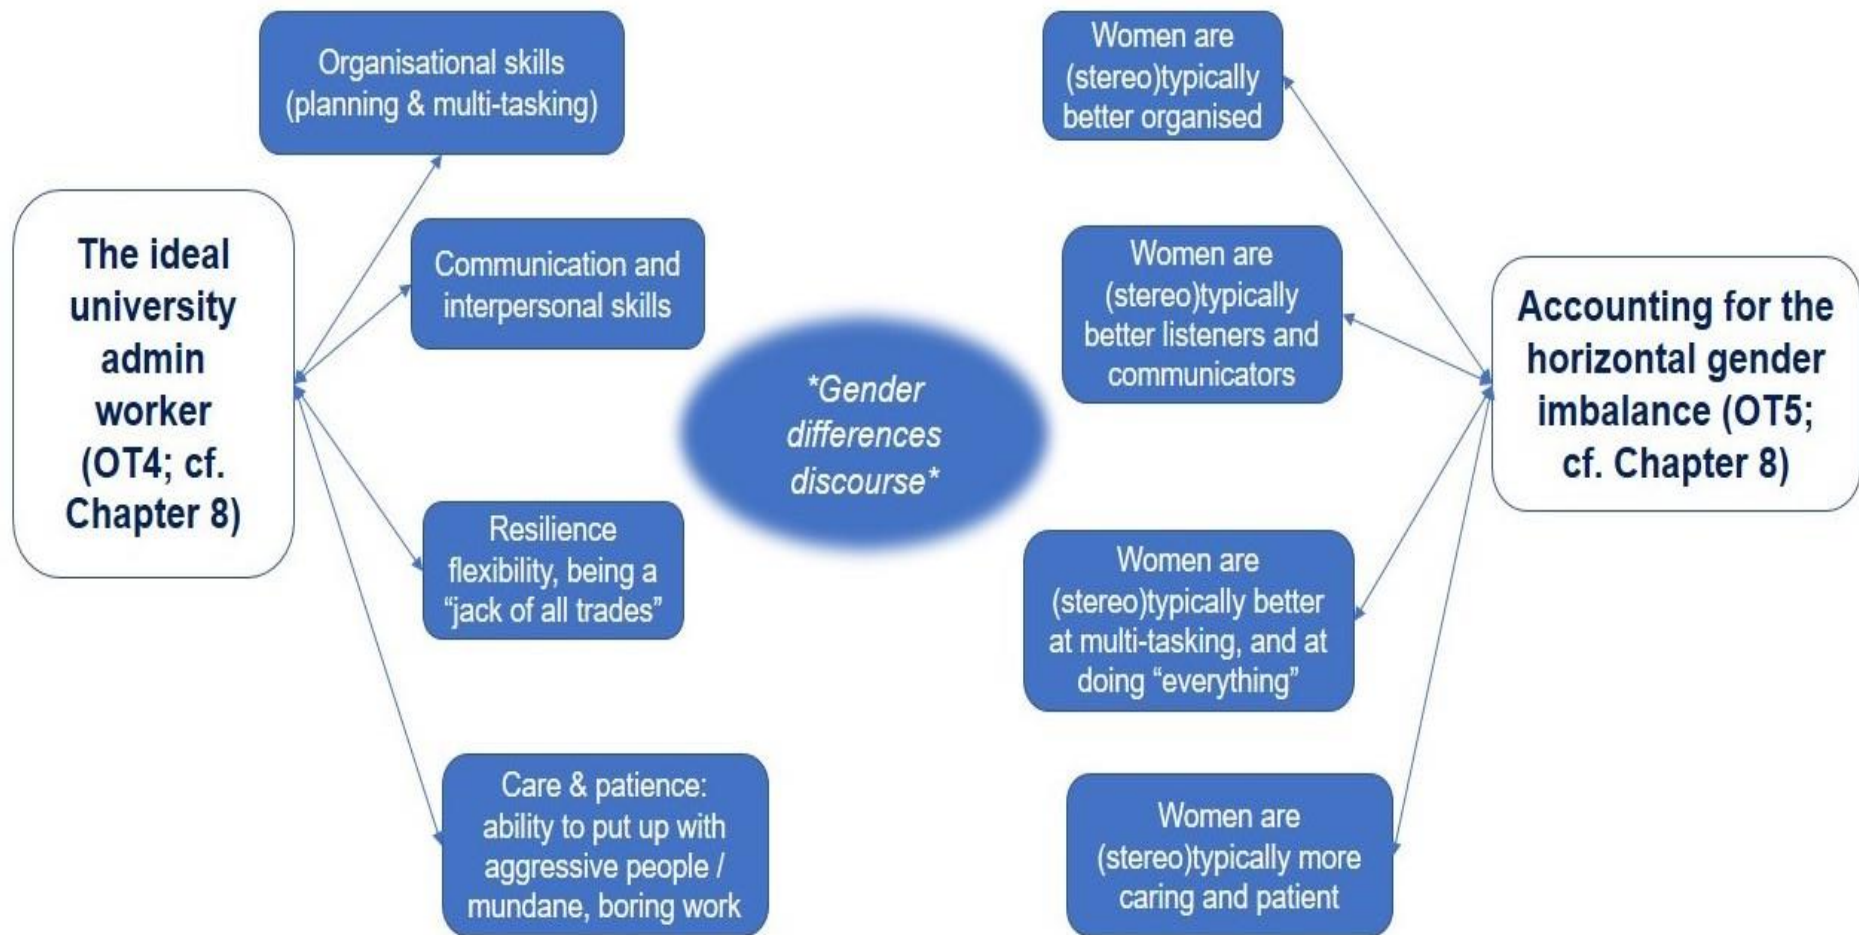 Organisational skills
(planning & multi-tasking)
The ideal
university
admin
worker
(OT4; cf.
Chapter 8)
Communication and
interpersonal skills
Resilience
flexibility, being a
“jack of all trades”
Care & patience:
ability to put up with
aggressive people /
mundane, boring work
*Gender
differences
discourse*
Women are
(stereo)typically
better organised
Women are
(stereo)typically
better listeners and
communicators
Women are
(stereo)typically better
at multi-tasking, and at
doing “everything”
Women are
(stereo)typically more
caring and patient
Accounting for the
horizontal gender
imbalance (OT5;
cf. Chapter 8)